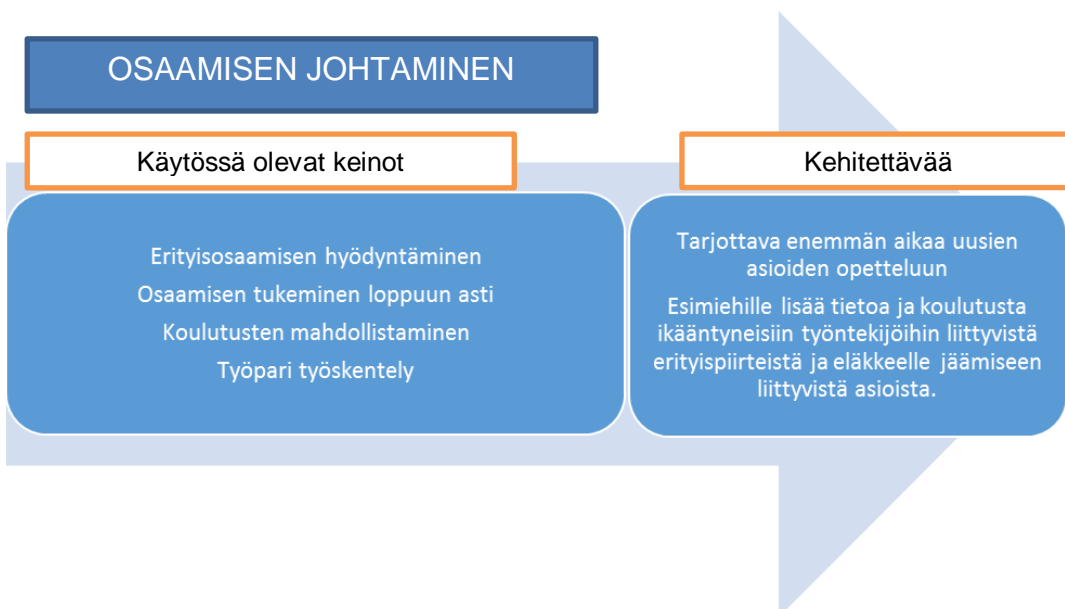 OSAAMISEN JOHTAMINEN
Käytössä olevat keinot
Erityisosaamisen hyödyntäminen
Osaamisen tukeminen loppuun asti
Koulutusten mahdollistaminen
Työpari työskentely
Kehitettävää
Tarjottava enemmän aikaa uusien
asioiden opetteluun
Esimiehille lisää tietoa ja koulutusta
ikääntyneisiin työntekijöihin liittyvistä
erityispiirteistä ja eläkkeelle jäämiseen
liittyvistä asioista.